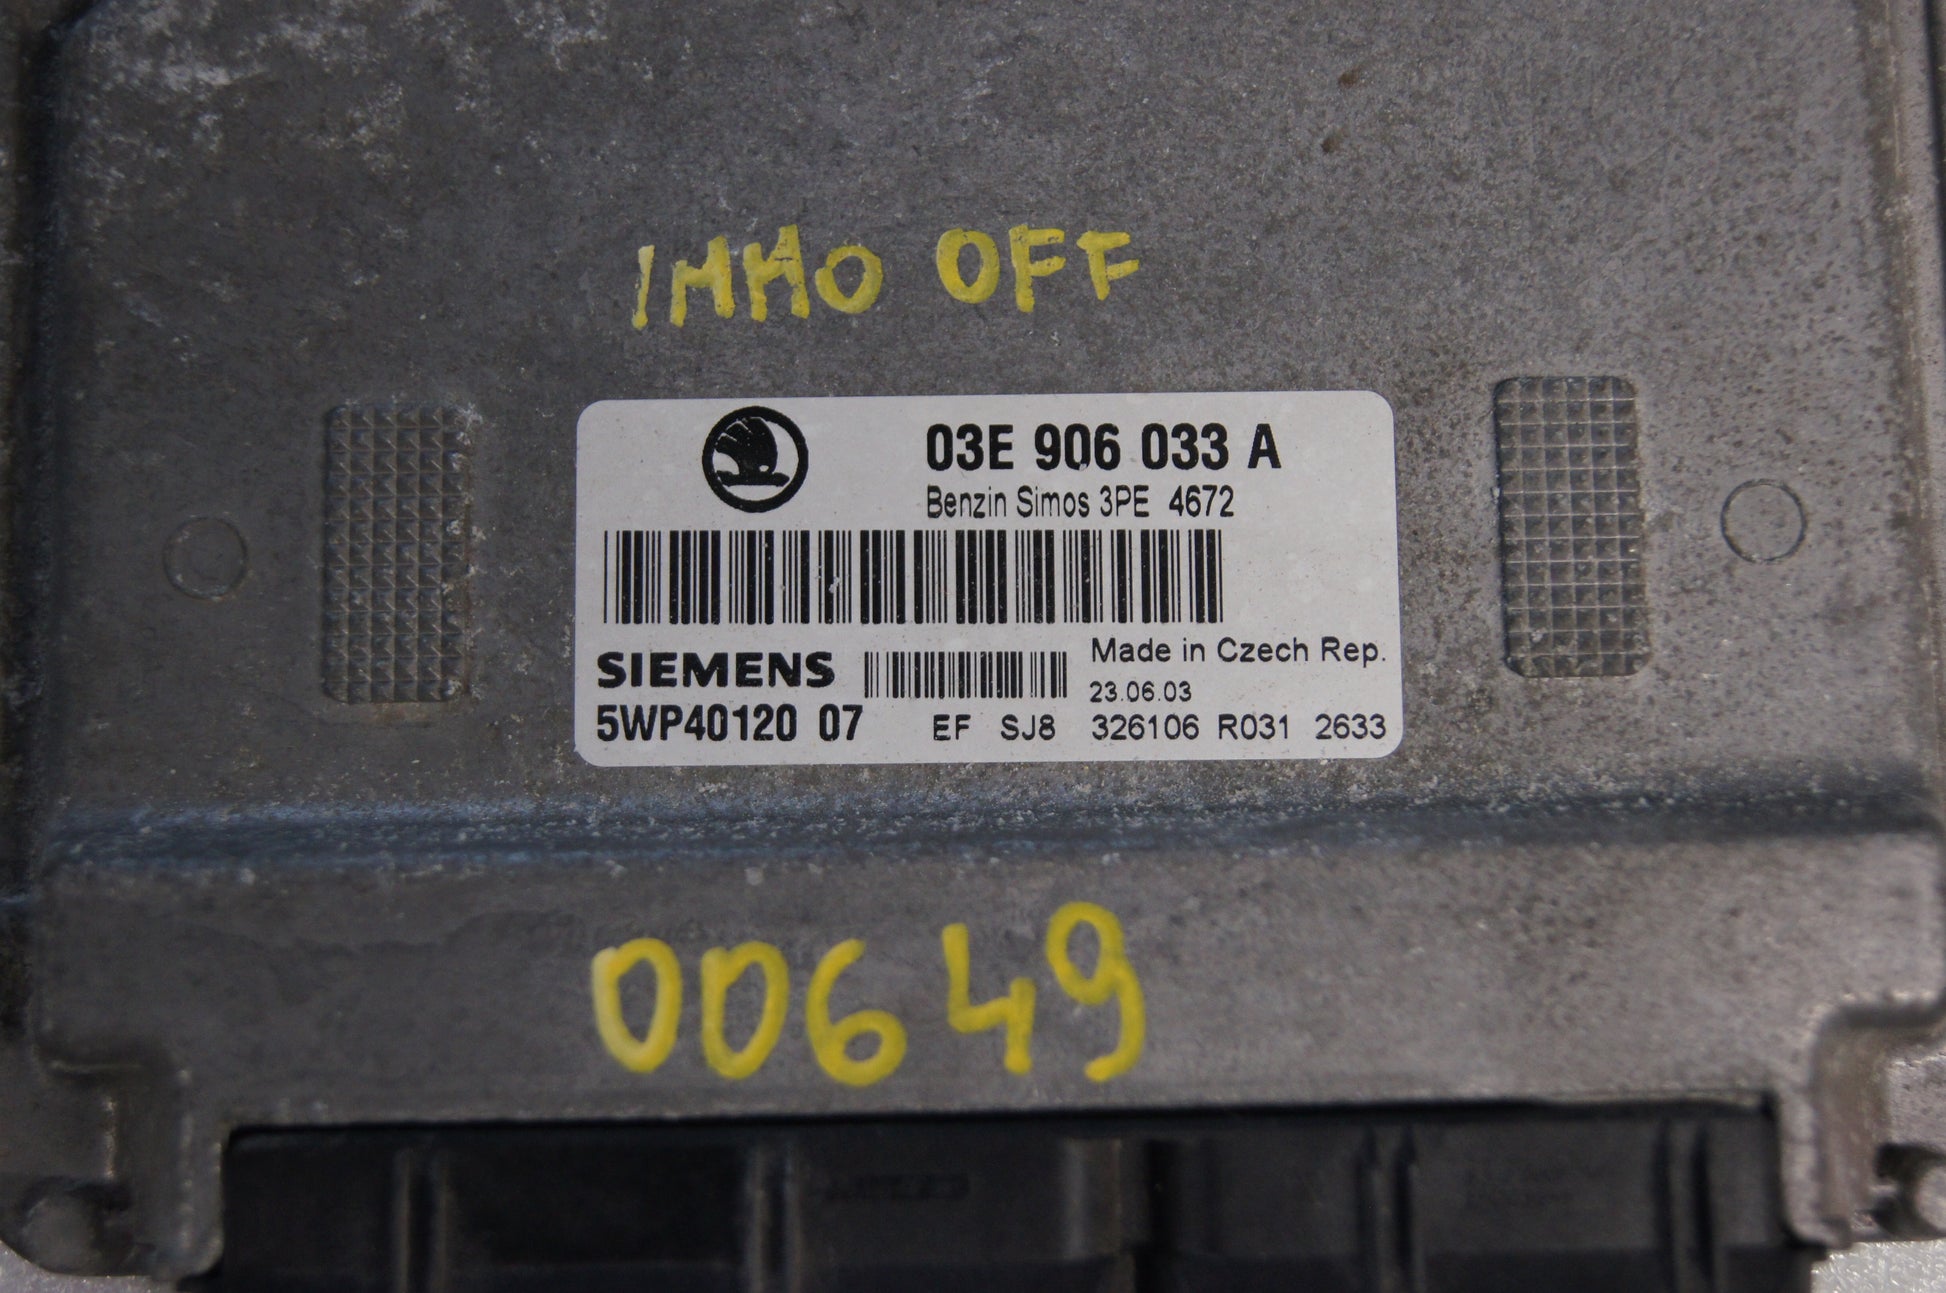 IMMO OFF
03E 906 033 A
Benzin Simos 3PE 4672
SIEMENS
Made in Czech Rep.
23.06.03
5WP40120 07 EF SJ8 326106 R031 2633
00649